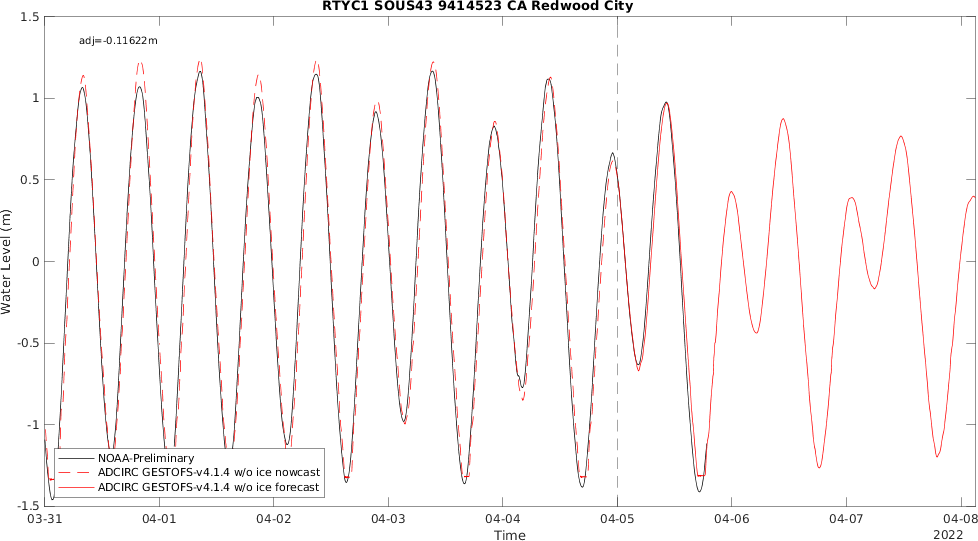 RTYC1 SOUS43 9414523 CA Redwood City
adj=-0.11622m
1.5
1
0.5
0
-0.5
-1
-1.5
Water Level (m)
NOAA-Preliminary
ADCIRC GESTOFS-v4.1.4 w/o ice nowcast
ADCIRC GESTOFS-v4.1.4 w/o ice forecast
03-31 04-01 04-02 04-03 04-04 04-05 04-06 04-07 04-08
Time
2022